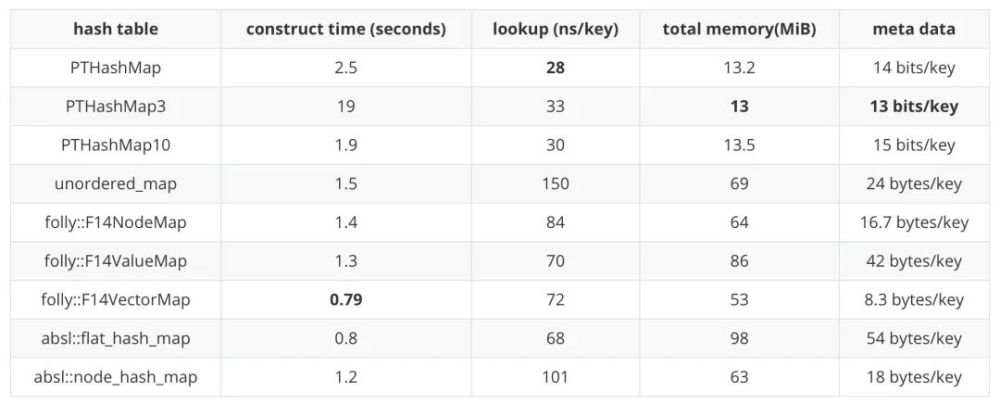 hash table construct time (seconds) lookup (ns/key) total memory(MiB) meta data
PTHashMap 2.5 28 13.2 14 bits/key
PTHashMap3 19 33 13 13 bits/key
PTHashMap10 1.9 30 13.5 15 bits/key
unordered_map 1.5 150 69 24 bytes/key
folly::F14NodeMap 1.4 84 64 16.7 bytes/key
folly::F14ValueMap 1.3 70 86 42 bytes/key
folly::F14VectorMap 0.79 72 53 8.3 bytes/key
absl::flat_hash_map 0.8 68 98 54 bytes/key
absl::node_hash_map 1.2 101 63 18 bytes/key